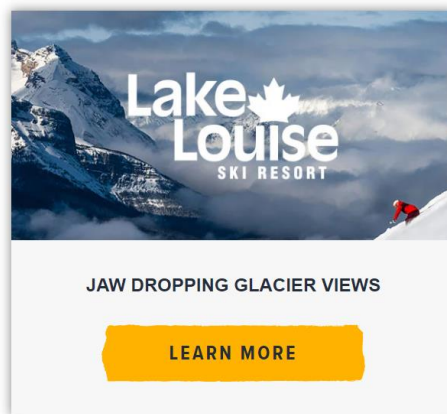 Lake
Louise
SKI RESORT
JAW DROPPING GLACIER VIEWS
LEARN MORE